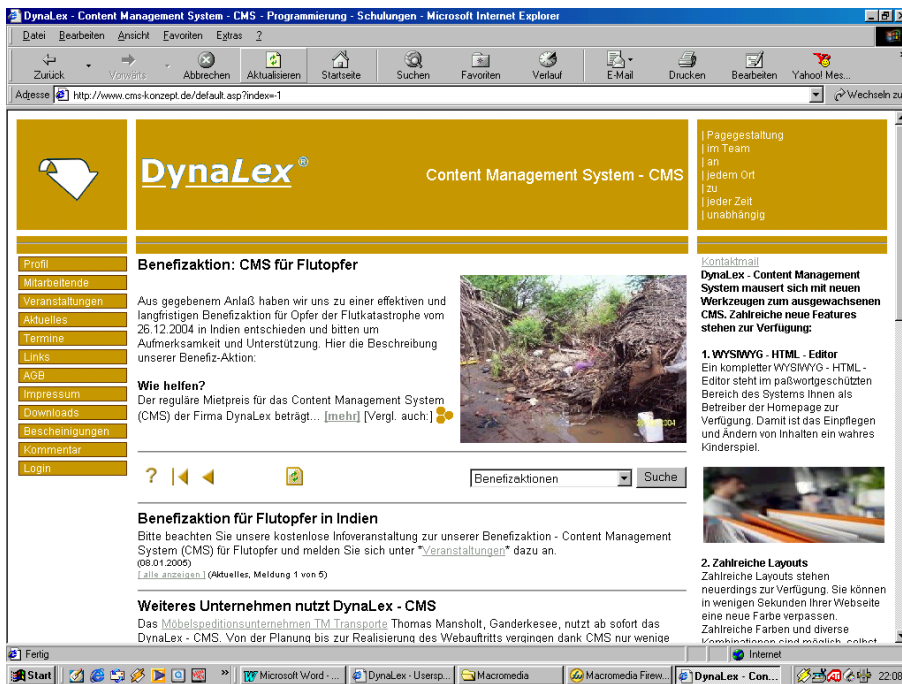 DynaLex - Content Management System - CMS - Programmierung - Schulungen - Microsoft Internet Explorer
Datei Bearbeiten Ansicht Favoriten Extras ?
Zurück Vorwärts Abbrechen Aktualisieren Startseite Suchen Favoriten Verlauf E-Mail Drucken Bearbeiten Yahoo! Mes...
Adresse http://www.cms-konzept.de/default.asp?index=-1 Wechseln zu
DynaLex®
Content Management System - CMS
| Pagegestaltung
| im Team
| an
| jedem Ort
| zu
| jeder Zeit
| unabhängig
Profil
Mitarbeitende
Veranstaltungen
Aktuelles
Termine
Links
AGB
Impressum
Downloads
Bescheinigungen
Kommentar
Login
Benefizaktion: CMS für Flutopfer
Aus gegebenem Anlaß haben wir uns zu einer effektiven und
langfristigen Benefizaktion für Opfer der Flutkatastrophe vom
26.12.2004 in Indien entschieden und bitten um
Aufmerksamkeit und Unterstützung. Hier die Beschreibung
unserer Benefiz-Aktion:
Wie helfen?
Der reguläre Mietpreis für das Content Management System
(CMS) der Firma DynaLex beträgt... [mehr] [Vergl. auch:]
? Benefizaktionen Suche
Benefizaktion für Flutopfer in Indien
Bitte beachten Sie unsere kostenlose Infoveranstaltung zur unserer Benefizaktion - Content Management
System (CMS) für Flutopfer und melden Sie sich unter "Veranstaltungen" dazu an.
(08.01.2005)
[ alle anzeigen ] (Aktuelles, Meldung 1 von 5)
Weiteres Unternehmen nutzt DynaLex - CMS
Das Möbelspeditionsunternehmen TM Transporte Thomas Mansholt, Ganderkesee, nutzt ab sofort das
DynaLex - CMS. Von der Planung bis zur Realisierung des Webauftritts vergingen dank CMS nur wenige
Kontaktmail
DynaLex - Content Management
System mausert sich mit neuen
Werkzeugen zum ausgewachsenen
CMS. Zahlreiche neue Features
stehen zur Verfügung:
1. WYSIWYG - HTML - Editor
Ein kompletter WYSIWYG - HTML -
Editor steht im paßwortgeschützten
Bereich des Systems Ihnen als
Betreiber der Homepage zur
Verfügung. Damit ist das Einpflegen
und Ändern von Inhalten ein wahres
Kinderspiel.
2. Zahlreiche Layouts
Zahlreiche Layouts stehen
neuerdings zur Verfügung. Sie können
in wenigen Sekunden Ihrer Webseite
eine neue Farbe verpassen.
Zahlreiche Farben und diverse
Kombinationen sind möglich, selbst
Fertig Internet
Start » Microsoft Word - ... DynaLex - Usersp... Macromedia Macromedia Firew... DynaLex - Con... 22:08